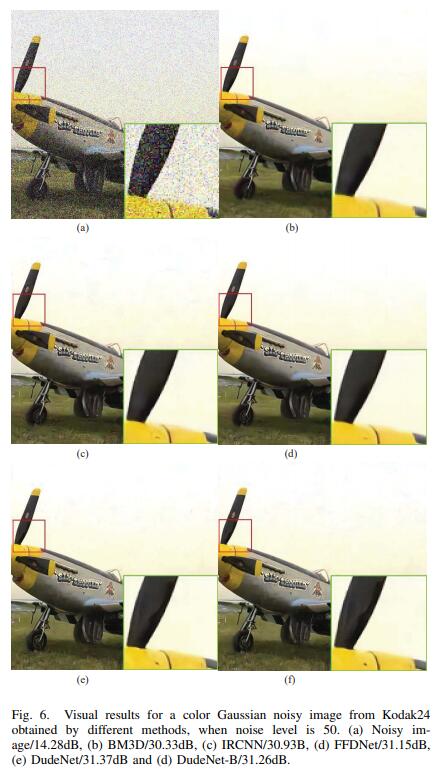 (a)
(b)
(c)
(d)
(e)
(f)
Fig. 6. Visual results for a color Gaussian noisy image from Kodak24
obtained by different methods, when noise level is 50. (a) Noisy im-
age/14.28dB, (b) BM3D/30.33dB, (c) IRCNN/30.93B, (d) FFDNet/31.15dB,
(e) DudeNet/31.37dB and (d) DudeNet-B/31.26dB.